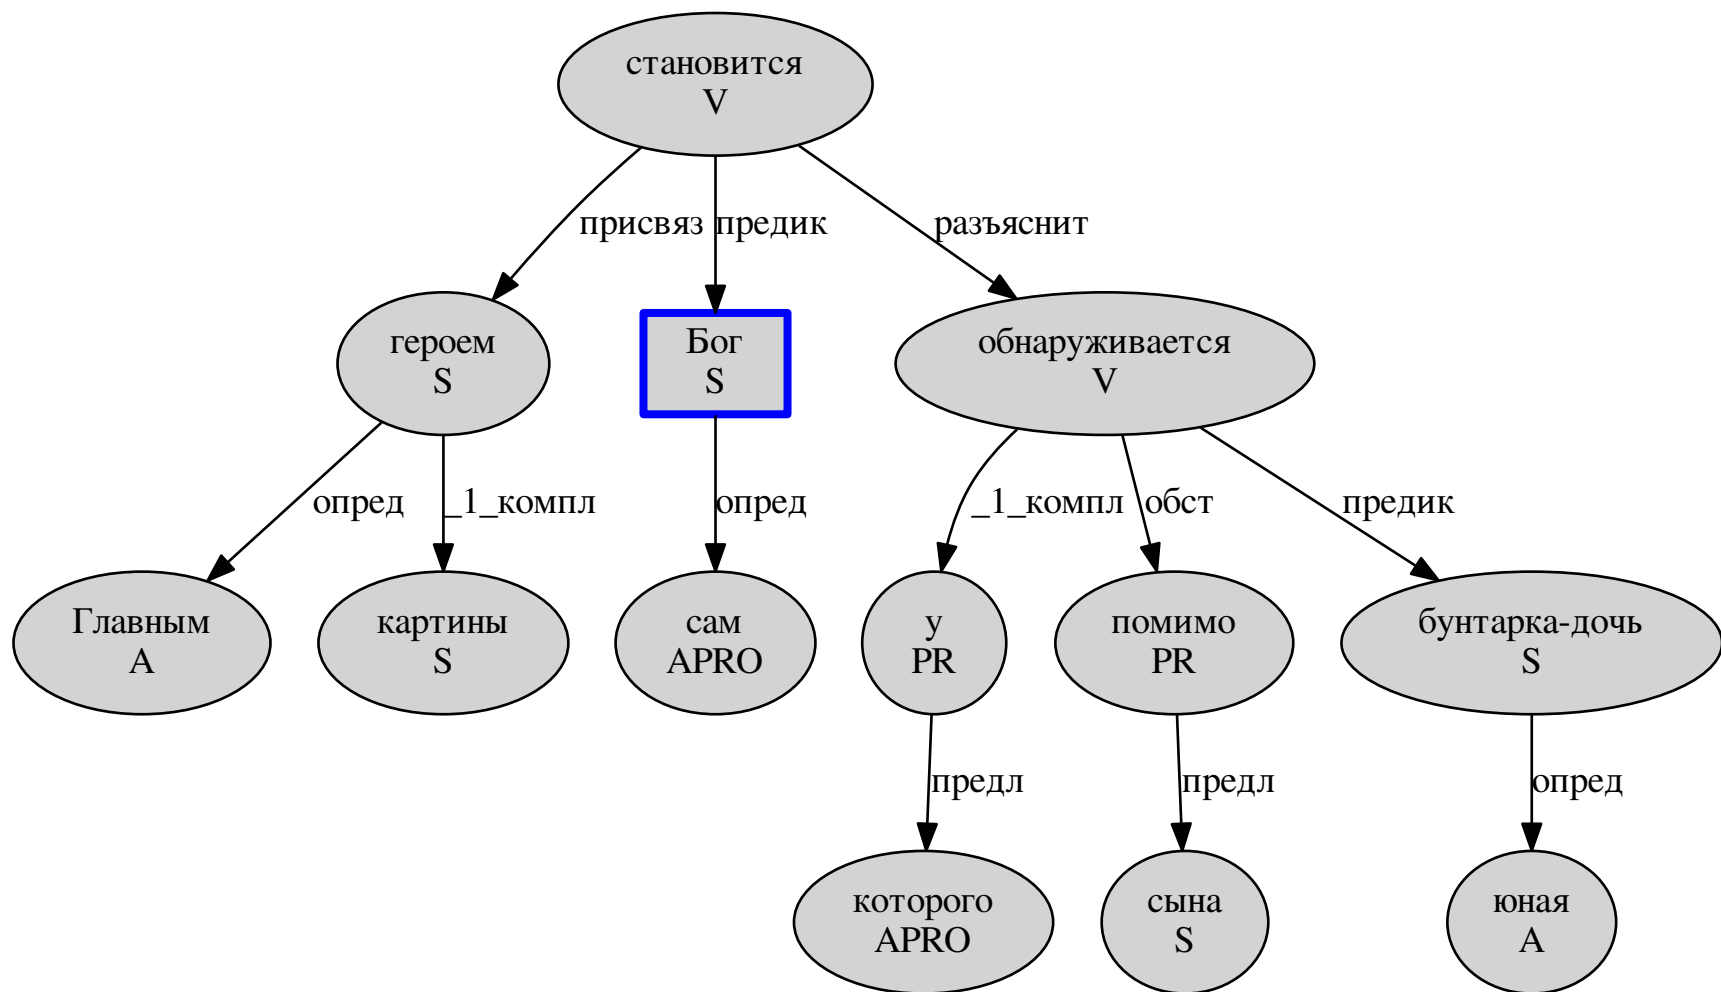 становится
V
присвяз предик разъяснит
героем
S
Бог
S
обнаруживается
V
опред _1_компл опред _1_компл обст предик
Главным
A
картины
S
сам
APRO
у
PR
помимо
PR
бунтарка-дочь
S
предл предл опред
которого
APRO
сына
S
юная
A